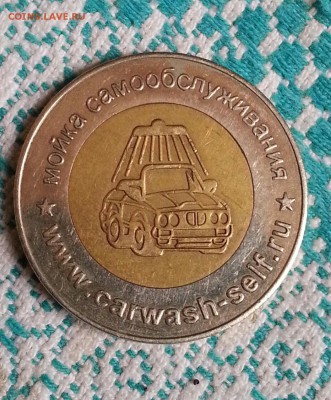 COINS.LAVE.RU
мойка самообслуживания
www.carwash-self.ru